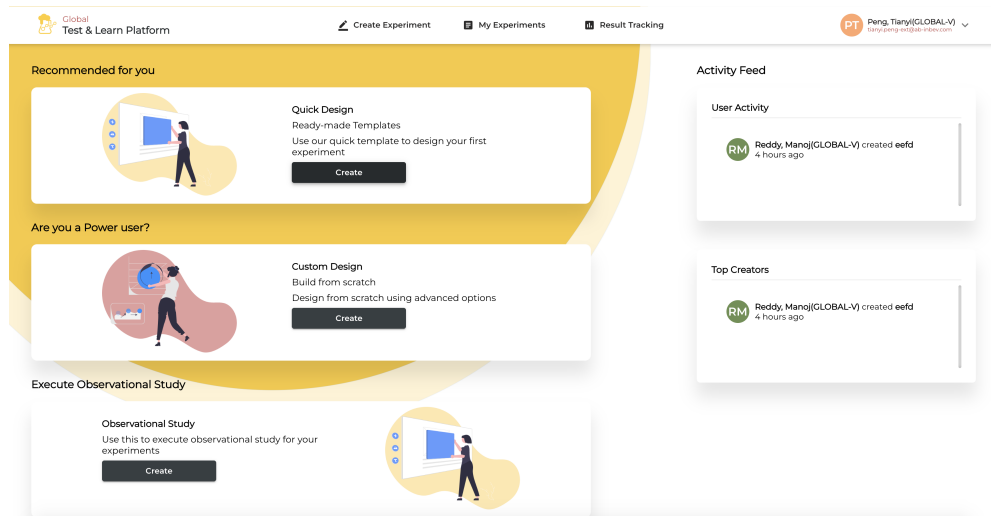 Global
Test & Learn Platform
Create Experiment
My Experiments
Result Tracking
PT
Peng, Tianyi(GLOBAL-V)
tianyi.peng-ext@ab-inbev.com
Recommended for you
Quick Design
Ready-made Templates
Use our quick template to design your first
experiment
Create
Are you a Power user?
Custom Design
Build from scratch
Design from scratch using advanced options
Create
Execute Observational Study
Observational Study
Use this to execute observational study for your
experiments
Create
Activity Feed
User Activity
RM
Reddy, Manoj(GLOBAL-V) created eefd
4 hours ago
Top Creators
RM
Reddy, Manoj(GLOBAL-V) created eefd
4 hours ago